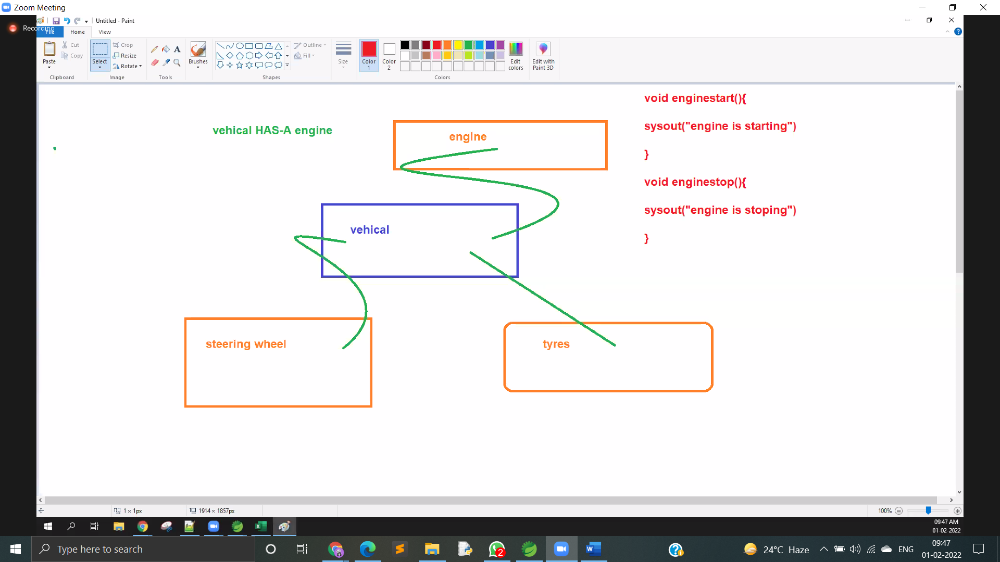 Zoom Meeting
Recording
Untitled - Paint
File Home View
Paste
Cut
Copy
Clipboard
Select
Crop
Resize
Rotate
Image
A
Tools
Brushes
Outline
Fill
Shapes
Size
Color 1
Color 2
Colors
Edit colors
Edit with Paint 3D
void enginestart(){
sysout("engine is starting")
}
void enginestop(){
sysout("engine is stoping")
}
vehical HAS-A engine
engine
vehical
steering wheel
tyres
1 × 1px
1914 × 1857px
100%
09:47 AM
01-02-2022
Type here to search
2
24°C Haze
ENG
09:47
01-02-2022